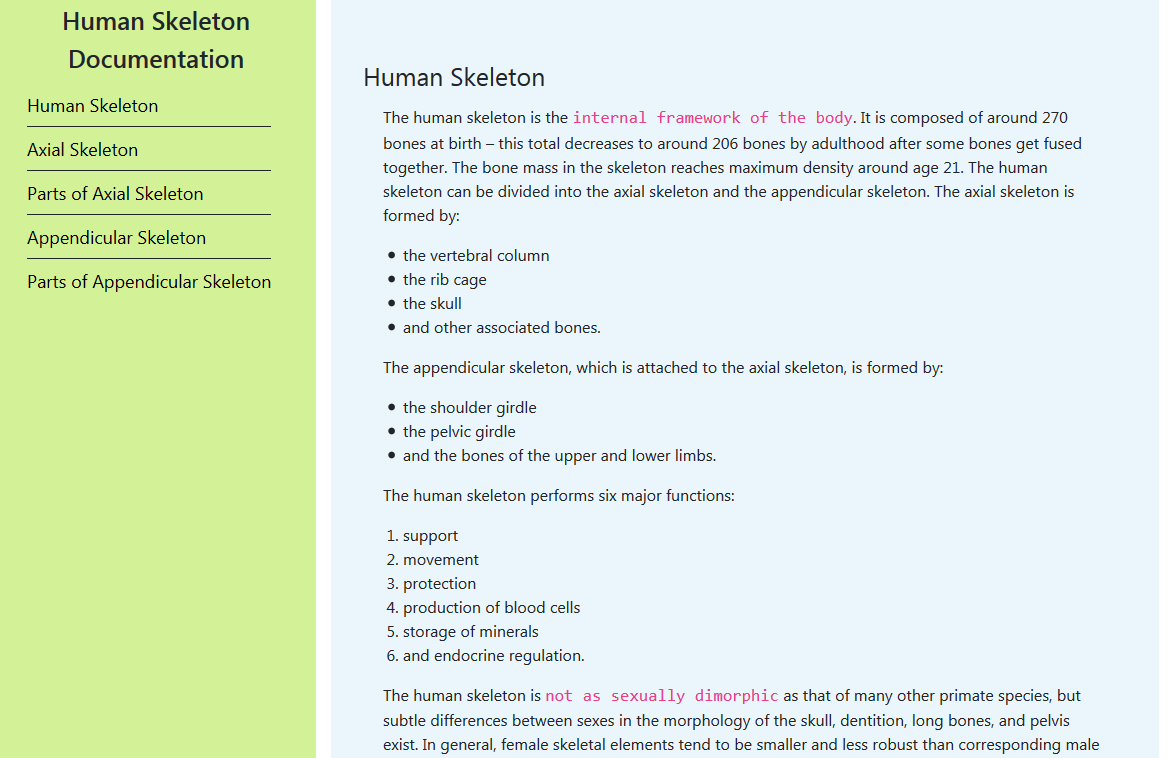 Human Skeleton
Documentation
Human Skeleton
Axial Skeleton
Parts of Axial Skeleton
Appendicular Skeleton
Parts of Appendicular Skeleton
Human Skeleton
The human skeleton is the internal framework of the body. It is composed of around 270
bones at birth – this total decreases to around 206 bones by adulthood after some bones get fused
together. The bone mass in the skeleton reaches maximum density around age 21. The human
skeleton can be divided into the axial skeleton and the appendicular skeleton. The axial skeleton is
formed by:
• the vertebral column
• the rib cage
• the skull
• and other associated bones.
The appendicular skeleton, which is attached to the axial skeleton, is formed by:
• the shoulder girdle
• the pelvic girdle
• and the bones of the upper and lower limbs.
The human skeleton performs six major functions:
1. support
2. movement
3. protection
4. production of blood cells
5. storage of minerals
6. and endocrine regulation.
The human skeleton is not as sexually dimorphic as that of many other primate species, but
subtle differences between sexes in the morphology of the skull, dentition, long bones, and pelvis
exist. In general, female skeletal elements tend to be smaller and less robust than corresponding male